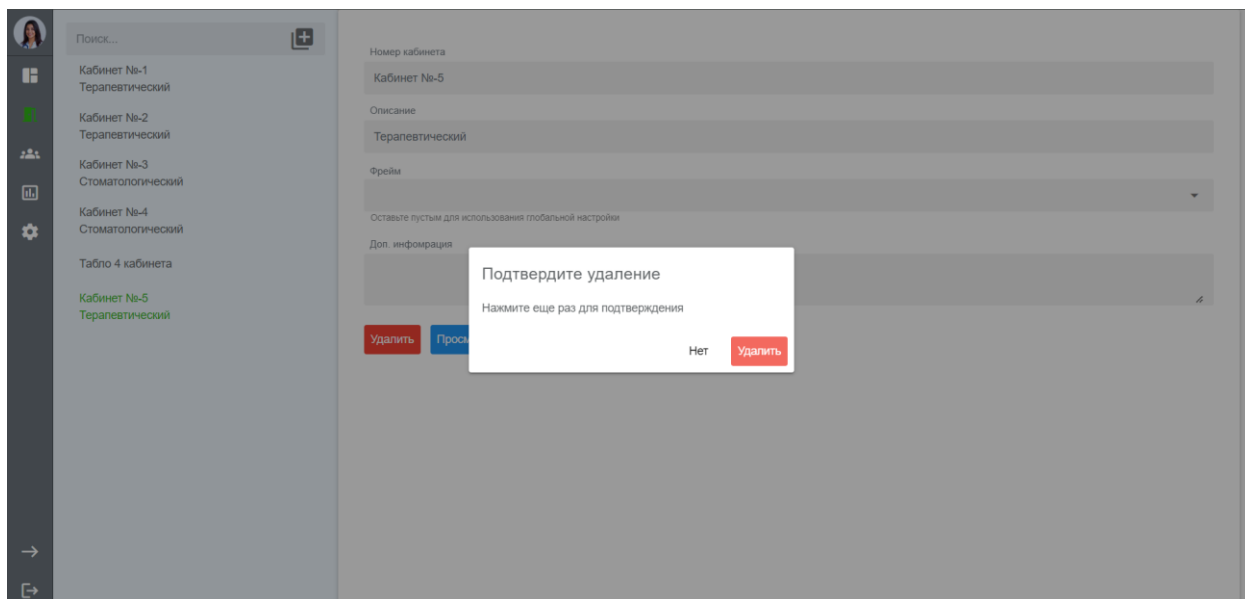 Поиск...
Кабинет №-1
Терапевтический
Кабинет №-2
Терапевтический
Кабинет №-3
Стоматологический
Кабинет №-4
Стоматологический
Табло 4 кабинета
Кабинет №-5
Терапевтический
Номер кабинета
Кабинет №-5
Описание
Терапевтический
Фрейм
Оставьте пустым для использования глобальной настройки
Доп. инфомрация
Удалить
Просм
Подтвердите удаление
Нажмите еще раз для подтверждения
Нет
Удалить